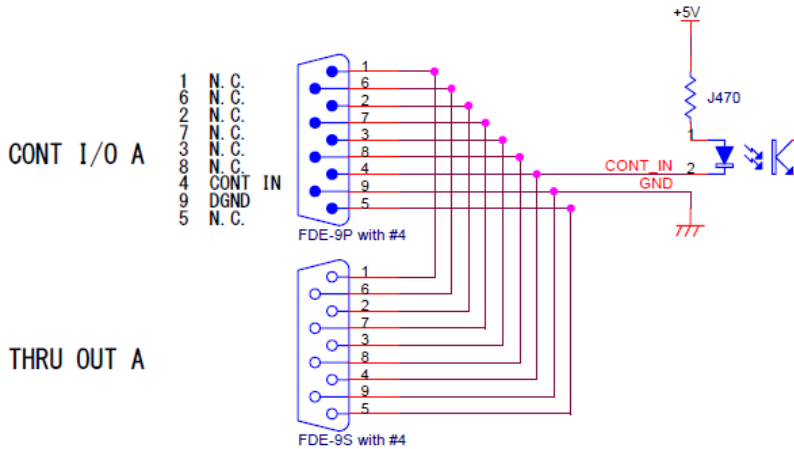 +5V
J470
1
CONT_IN 2
GND
CONT I/O A
1 N.C.
6 N.C.
2 N.C.
7 N.C.
3 N.C.
8 N.C.
4 CONT IN
9 DGND
5 N.C.
1
6
2
7
3
8
4
9
5
FDE-9P with #4
THRU OUT A
1
6
2
7
3
8
4
9
5
FDE-9S with #4